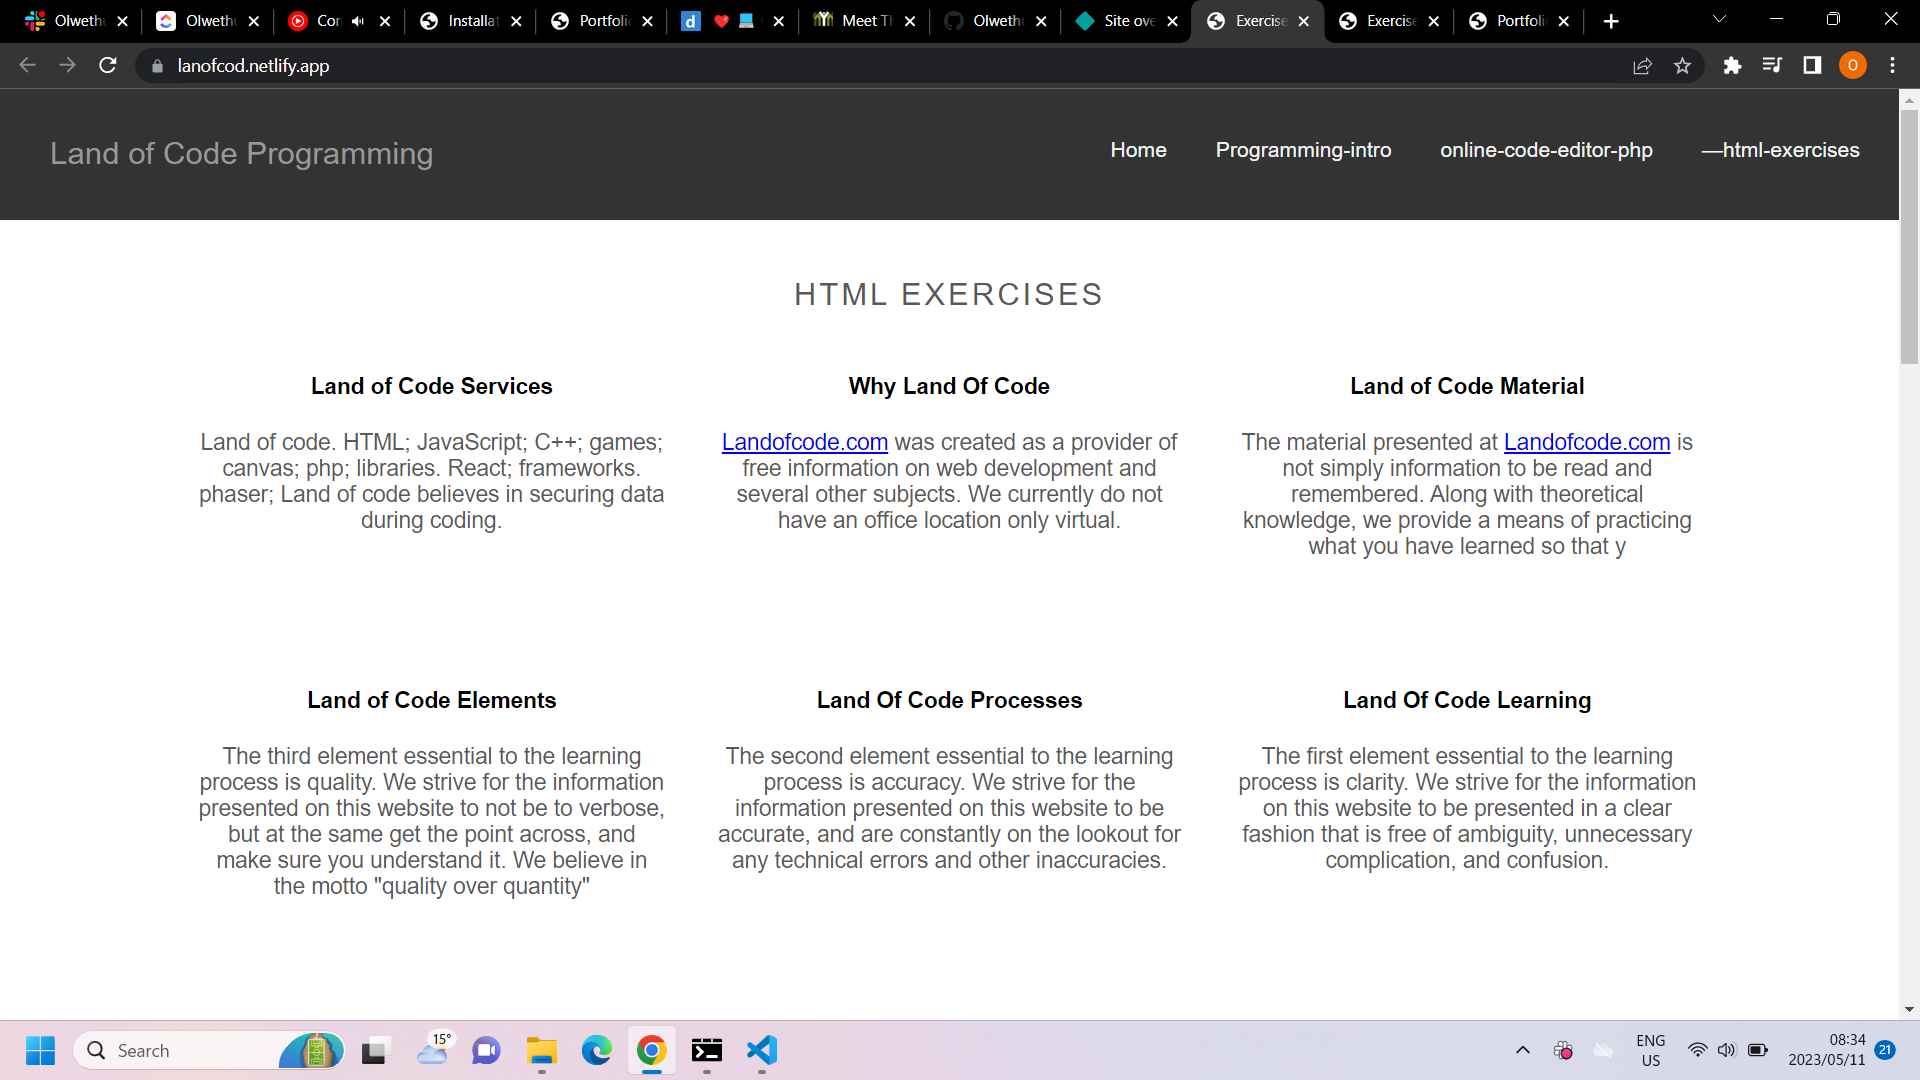 Olwethu
Olwethu
Con
Installat
Portfolio
Meet Th
Olwethu
Site ove
Exercise
Exercise
Portfoli
lanofcod.netlify.app
O
Land of Code Programming
Home
Programming-intro
online-code-editor-php
—html-exercises
HTML EXERCISES
Land of Code Services
Land of code. HTML; JavaScript; C++; games;
canvas; php; libraries. React; frameworks.
phaser; Land of code believes in securing data
during coding.
Why Land Of Code
Landofcode.com was created as a provider of
free information on web development and
several other subjects. We currently do not
have an office location only virtual.
Land of Code Material
The material presented at Landofcode.com is
not simply information to be read and
remembered. Along with theoretical
knowledge, we provide a means of practicing
what you have learned so that y
Land of Code Elements
The third element essential to the learning
process is quality. We strive for the information
presented on this website to not be to verbose,
but at the same get the point across, and
make sure you understand it. We believe in
the motto "quality over quantity"
Land Of Code Processes
The second element essential to the learning
process is accuracy. We strive for the
information presented on this website to be
accurate, and are constantly on the lookout for
any technical errors and other inaccuracies.
Land Of Code Learning
The first element essential to the learning
process is clarity. We strive for the information
on this website to be presented in a clear
fashion that is free of ambiguity, unnecessary
complication, and confusion.
Search
15°
ENG
US
08:34
2023/05/11
21